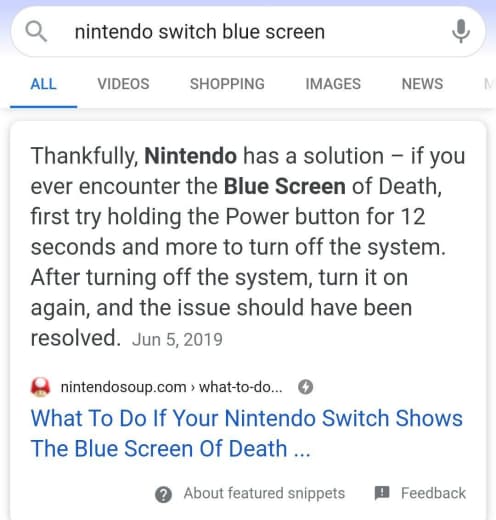 nintendo switch blue screen
ALL VIDEOS SHOPPING IMAGES NEWS
Thankfully, Nintendo has a solution – if you
ever encounter the Blue Screen of Death,
first try holding the Power button for 12
seconds and more to turn off the system.
After turning off the system, turn it on
again, and the issue should have been
resolved. Jun 5, 2019
nintendosoup.com › what-to-do...
What To Do If Your Nintendo Switch Shows
The Blue Screen Of Death ...
About featured snippets Feedback